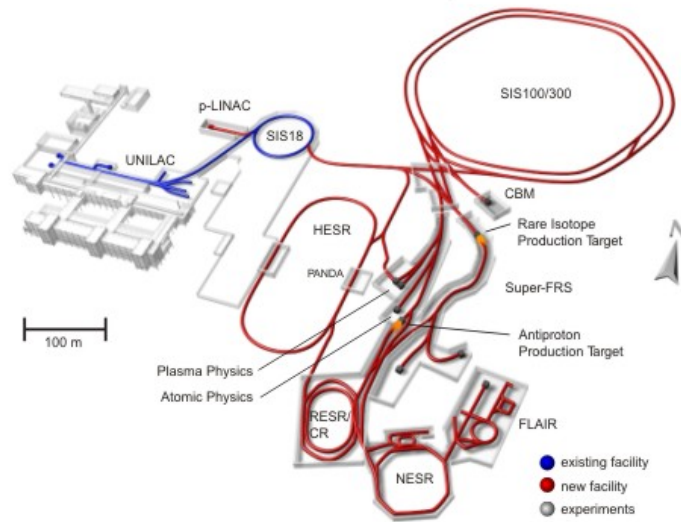 p-LINAC
SIS100/300
SIS18
UNILAC
CBM
HESR
Rare Isotope
Production Target
N
PANDA
Super-FRS
100 m
Antiproton
Production Target
Plasma Physics
Atomic Physics
RESR/
CR
FLAIR
NESR
existing facility
new facility
experiments